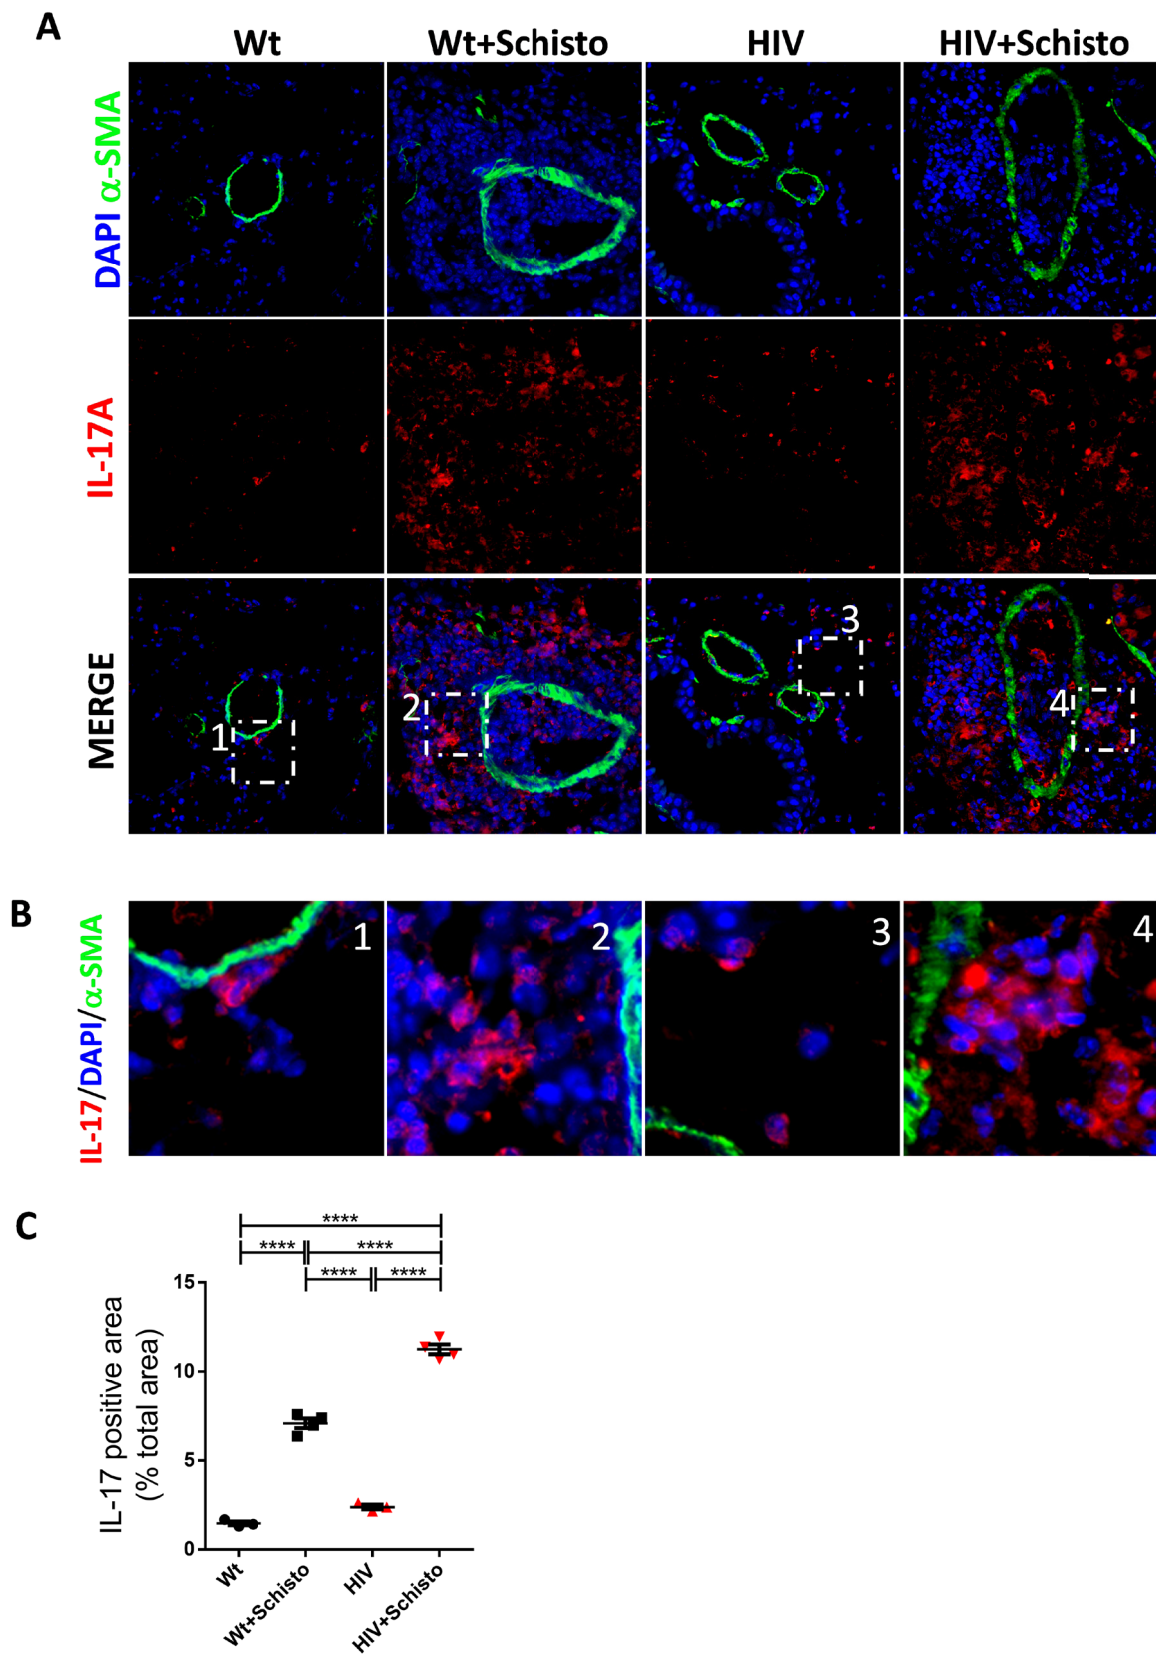 A
Wt
Wt+Schisto
HIV
HIV+Schisto
DAPI α-SMA
IL-17A
MERGE
1
2
3
4
B
IL-17/DAPI/α-SMA
1
2
3
4
C
****
**** ****
**** ****
IL-17 positive area
(% total area)
15
10
5
0
Wt
Wt+Schisto
HIV
HIV+Schisto